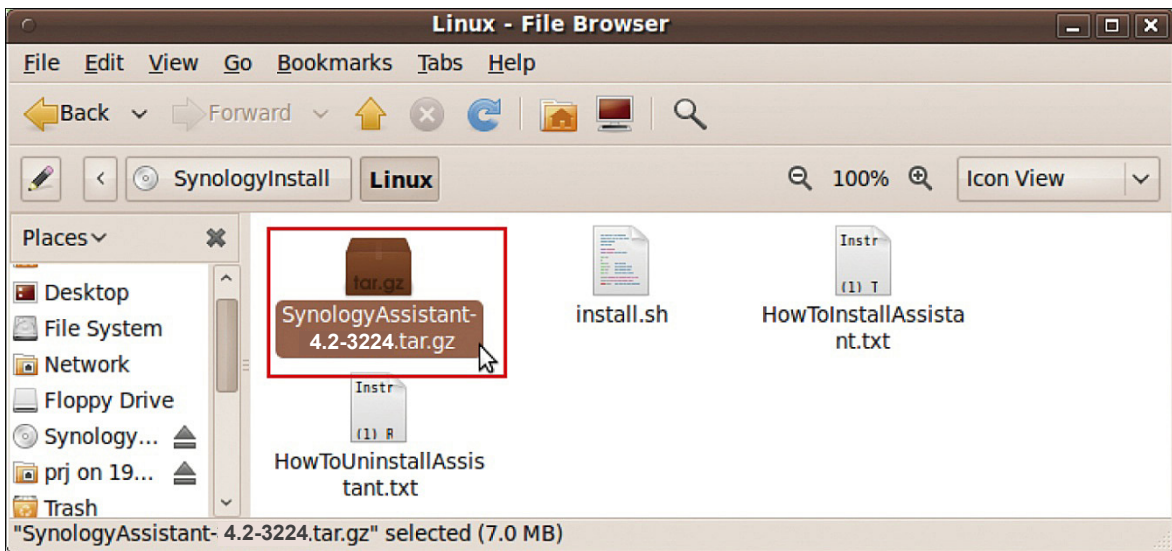 Linux - File Browser
File Edit View Go Bookmarks Tabs Help
Back Forward
SynologyInstall Linux 100% Icon View
Places
Desktop
File System
Network
Floppy Drive
Synology...
prj on 19...
Trash
tar.gz
SynologyAssistant-
4.2-3224.tar.gz
install.sh
Instr
(1) T
HowToInstallAssista
nt.txt
Instr
(1) R
HowToUninstallAssis
tant.txt
"SynologyAssistant- 4.2-3224.tar.gz" selected (7.0 MB)